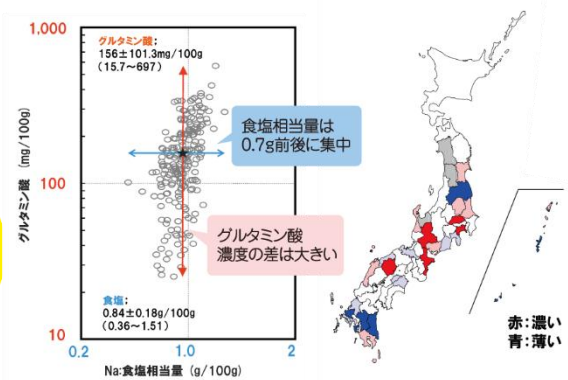 1.000
グルタミン酸:
156±101.3mg/100g
(15.7〜697)
食塩相当量は
0.7g前後に集中
グルタミン酸 (mg/100g)
100
グルタミン酸
濃度の差は大きい
食塩:
0.84±0.18g/100g
(0.36〜1.51)
10
0.2
1.0
2
Na:食塩相当量 (g/100g)
赤:濃い
青:薄い